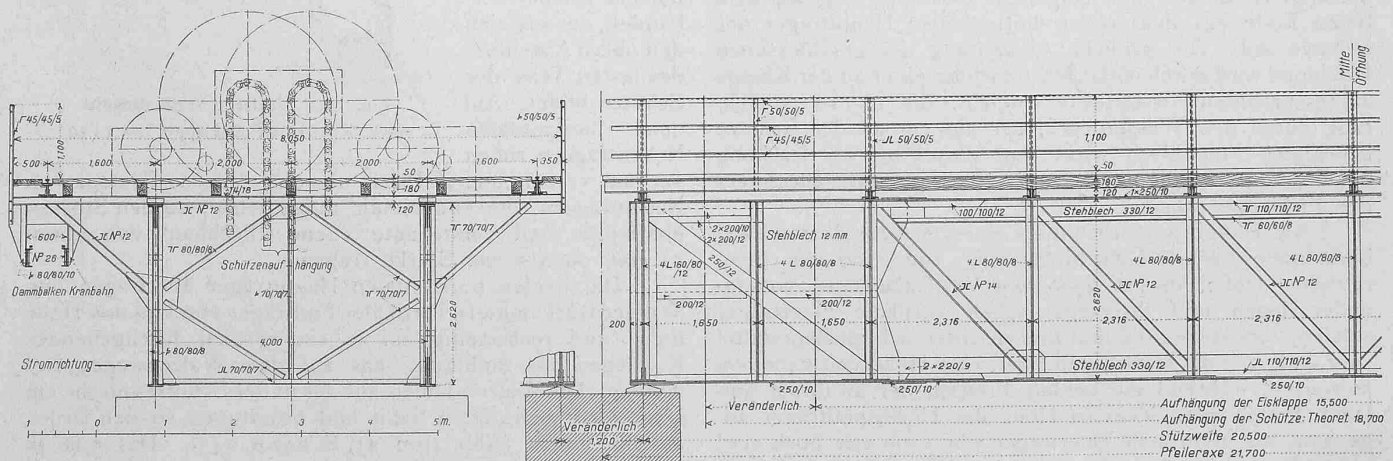 Γ45/45/5
1,100
500
1,600
2,000
8,050
2,000
1,600
350
50/50/5
50
14/18
180
120
ƆC Nº 12
600
ƆC Nº 12
Nº 26
80/80/10
Dammbalken Kranbahn
80/80/8
Schützenaufhängung
70/70/7
70/70/7
70/70/7
2,620
80/80/8
Stromrichtung
JL 70/70/7
1 0 1 2 3 4 5 m.
Mitte
Öffnung
Γ 50/50/5
Γ 45/45/5
JL 50/50/5
1,100
50
180
120
1×250/10
2×200/10
2×200/12
Stehblech 12 mm
100/100/12
Stehblech 330/12
110/110/12
60/60/8
4 L 160/80/12
250/12
4 L 80/80/8
4 L 80/80/8
4 L 80/80/8
4 L 80/80/8
200/12
200/12
ƆC Nº 14
ƆC Nº 12
ƆC Nº 12
200
1,650
1,650
2,316
2,316
2,316
2,620
2×220/9
Stehblech 330/12
JL 110/110/12
250/10
250/10
250/10
Veränderlich
Veränderlich
1,200
Aufhängung der Eisklappe 15,500
Aufhängung der Schütze: Theoret 18,700
Stützweite 20,500
Pfeileraxe 21,700